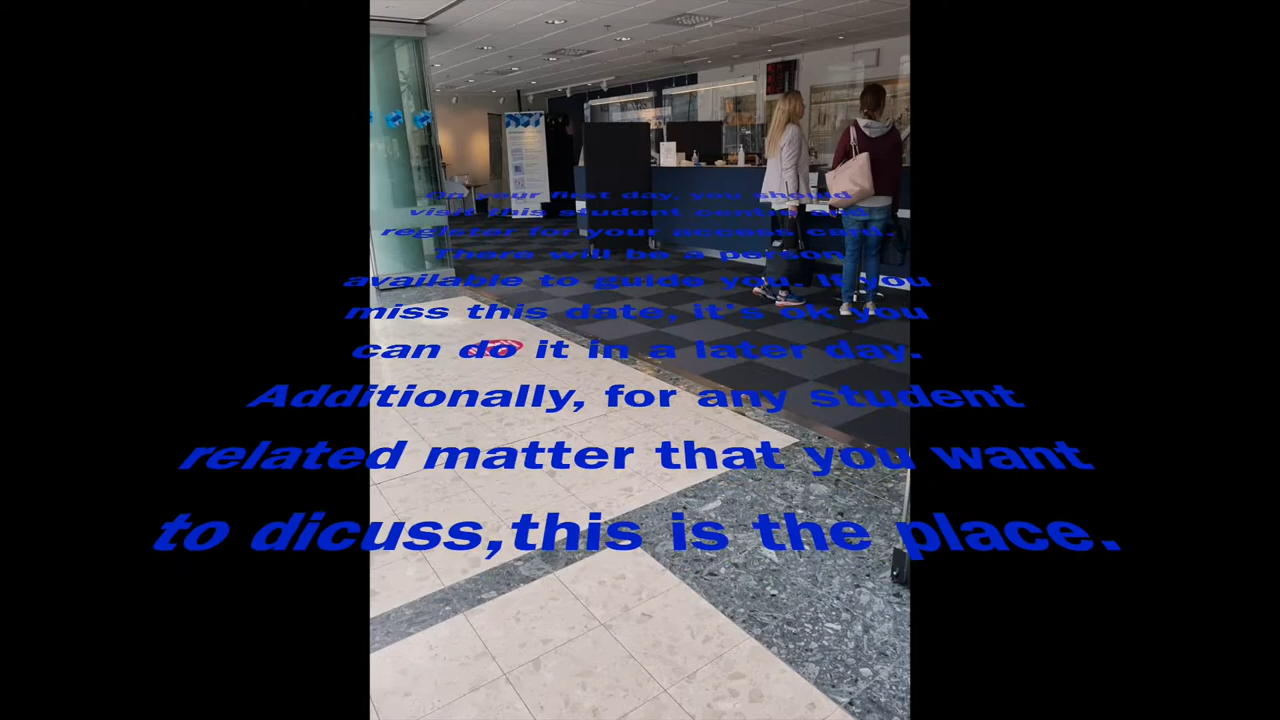 On your first day, you should
visit this student centre and
register for your access card.
There will be a person
available to guide you. If you
miss this date, it's ok you
can do it in a later day.
Additionally, for any student
related matter that you want
to dicuss,this is the place.